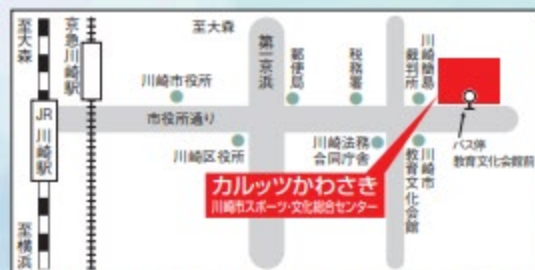 至大森
京急川崎駅
JR川崎駅
至横浜
至大森
第一京浜
川崎市役所
郵便局
税務署
川崎簡易
裁判所
市役所通り
川崎区役所
川崎法務
合同庁舎
川崎市
教育文化会館
バス停
教育文化会館前
カルッツかわさき
川崎市スポーツ・文化総合センター